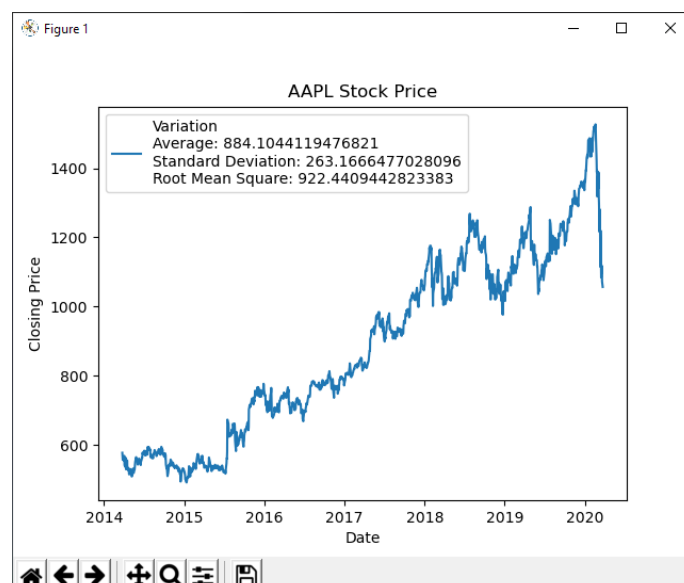 Figure 1
AAPL Stock Price
Variation
Average: 884.1044119476821
Standard Deviation: 263.1666477028096
Root Mean Square: 922.4409442823383
1400
1200
1000
800
600
Closing Price
2014 2015 2016 2017 2018 2019 2020
Date